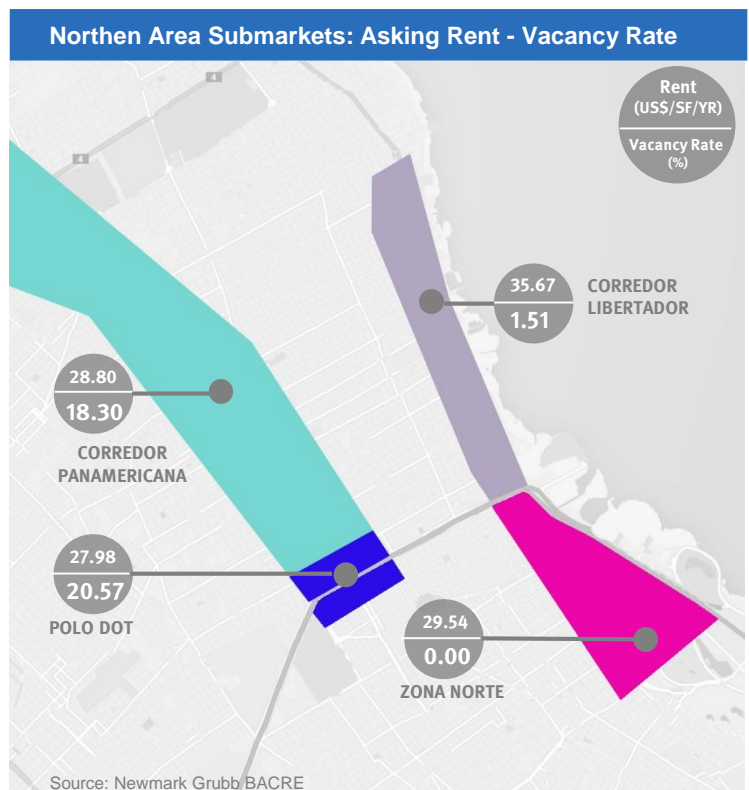 Northen Area Submarkets: Asking Rent - Vacancy Rate
4
4
Rent
(US$/SF/YR)
Vacancy Rate
(%)
35.67
1.51
CORREDOR
LIBERTADOR
28.80
18.30
CORREDOR
PANAMERICANA
27.98
20.57
POLO DOT
29.54
0.00
ZONA NORTE
Source: Newmark Grubb BACRE